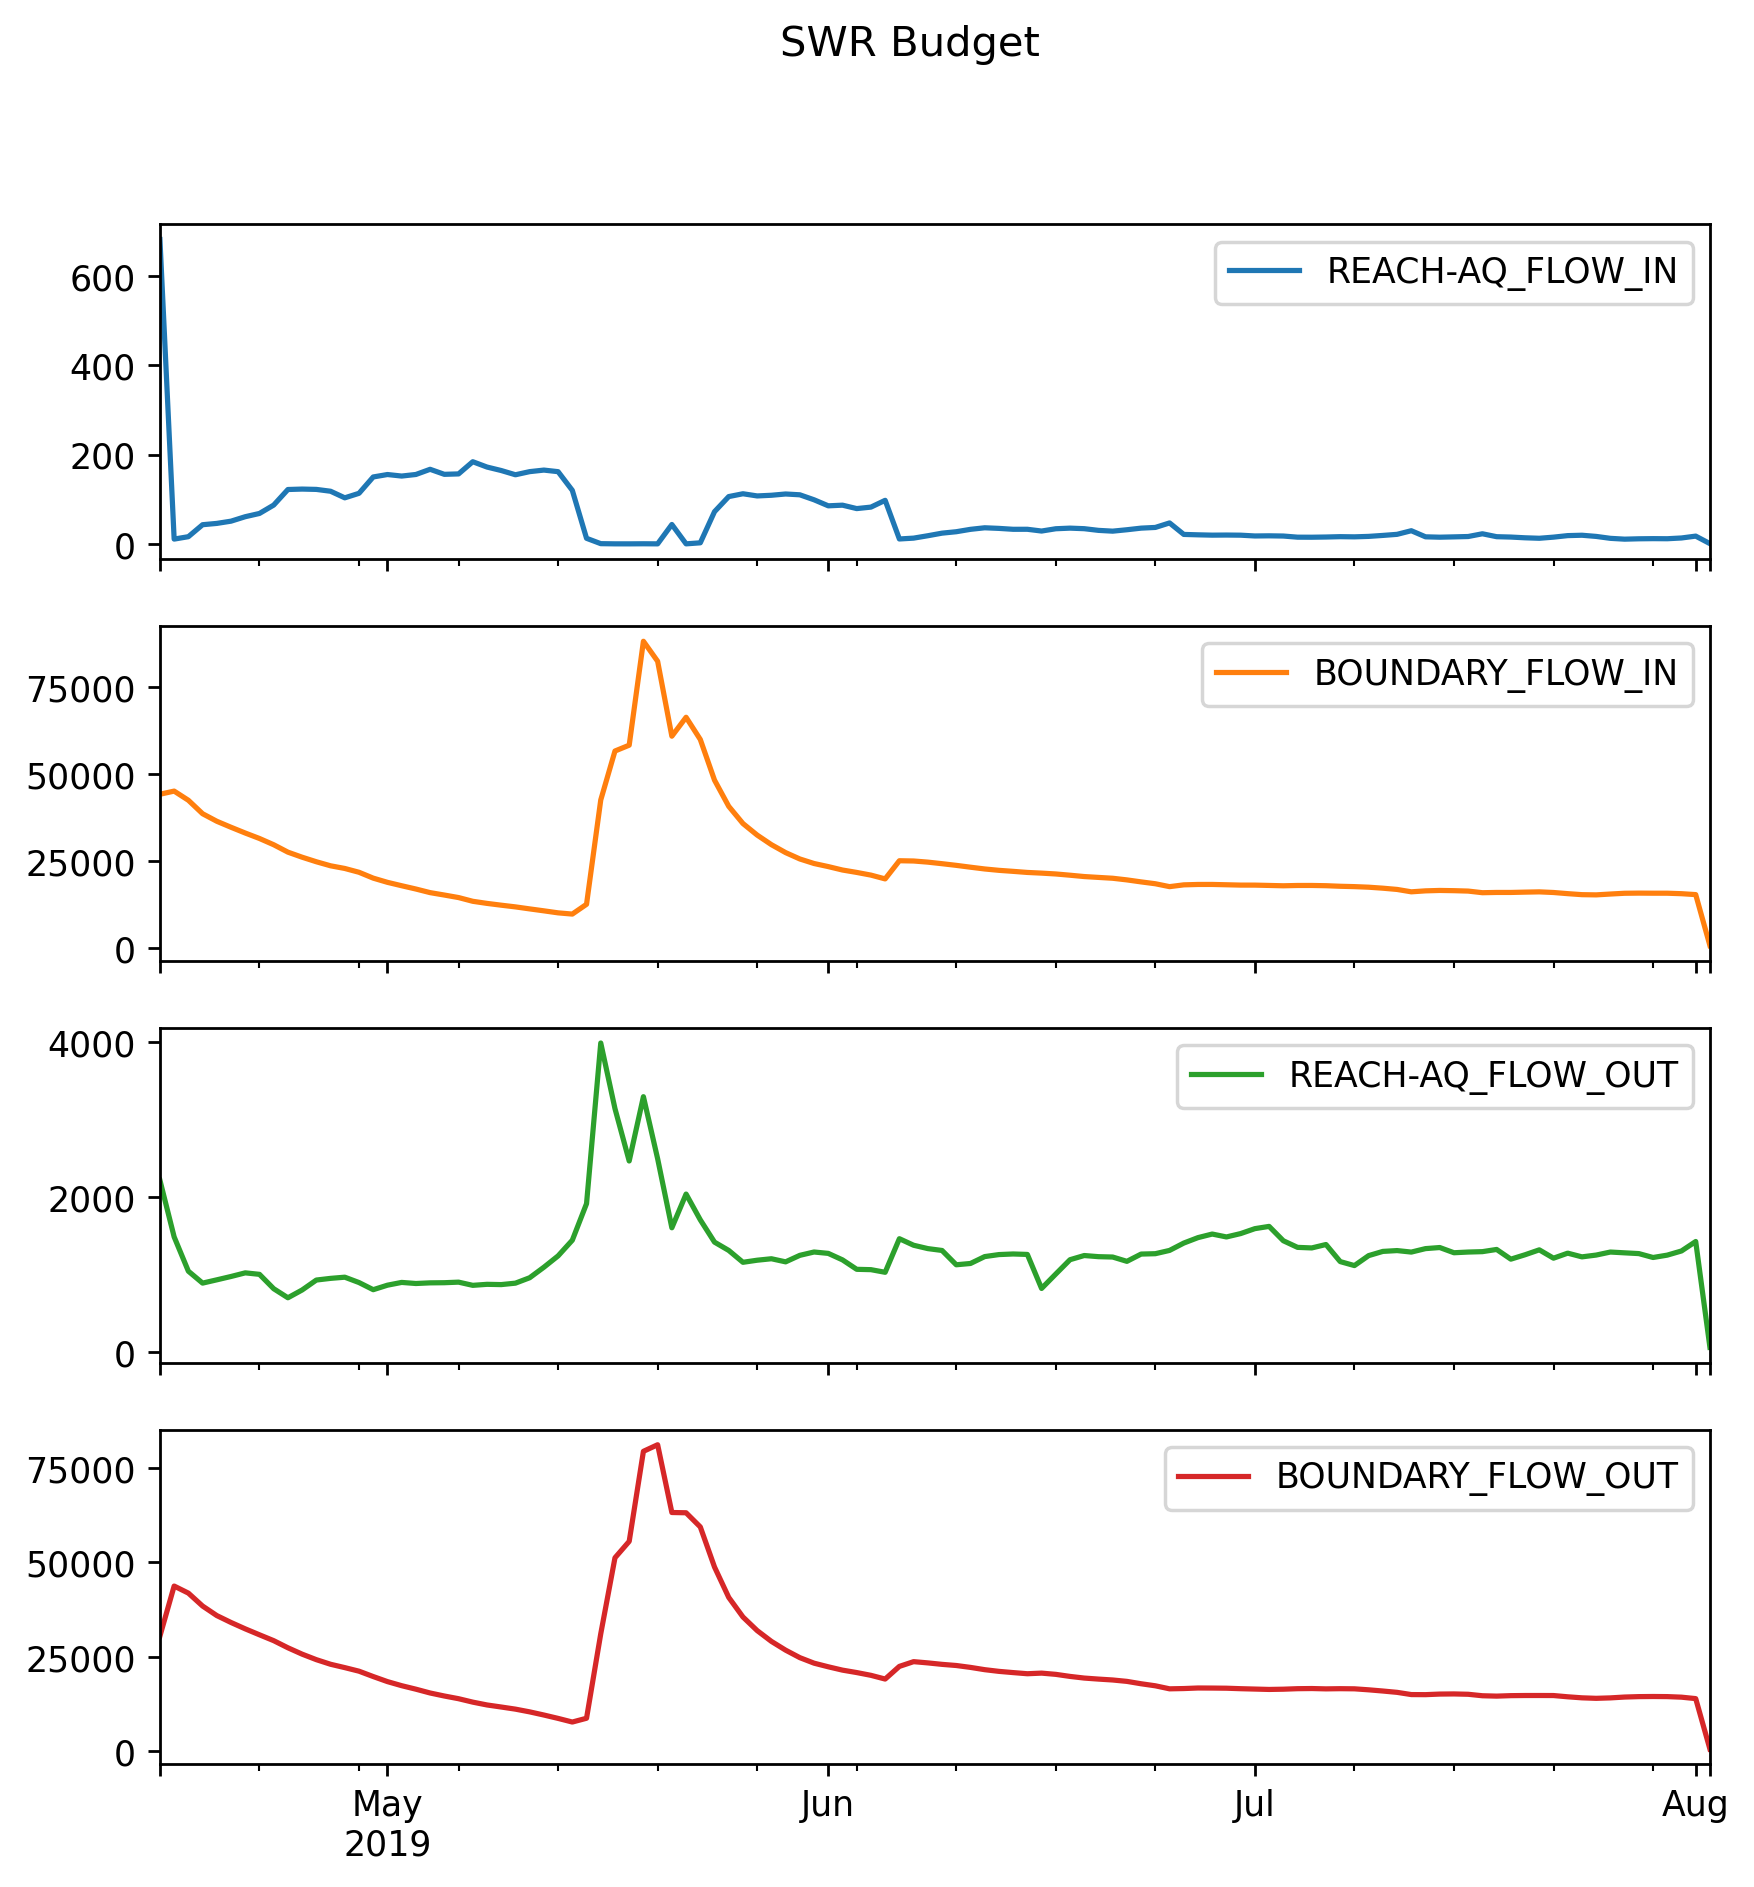 SWR Budget
600
400
200
0
REACH-AQ_FLOW_IN
75000
50000
25000
0
BOUNDARY_FLOW_IN
4000
2000
0
REACH-AQ_FLOW_OUT
75000
50000
25000
0
BOUNDARY_FLOW_OUT
May Jun Jul Aug
2019